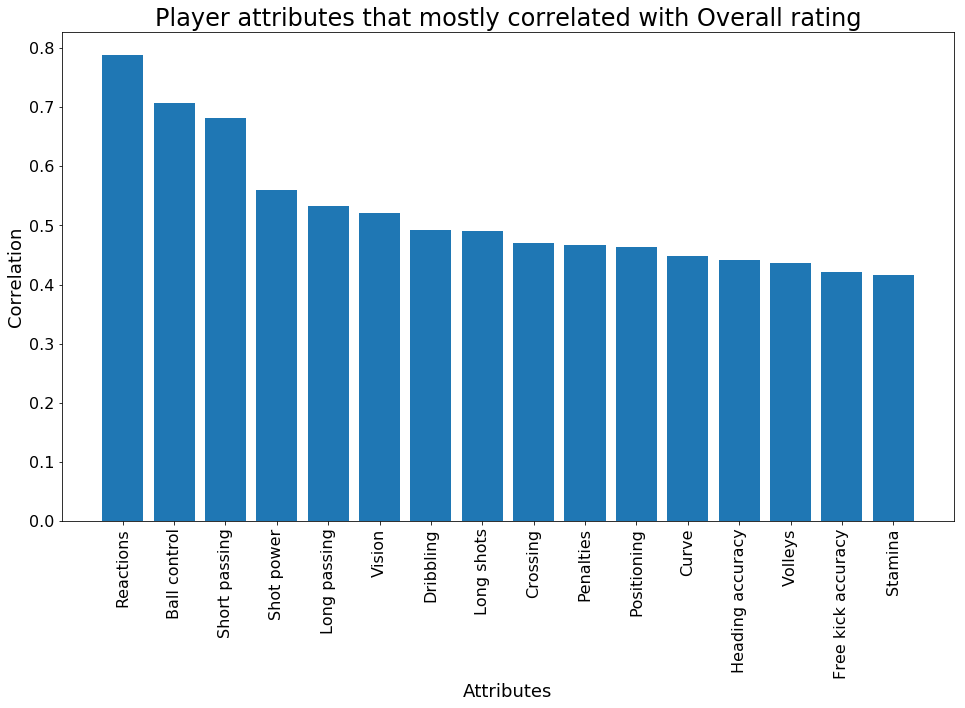 Player attributes that mostly correlated with Overall rating
0.8
0.7
0.6
0.5
0.4
0.3
0.2
0.1
0.0
Correlation
Reactions
Ball control
Short passing
Shot power
Long passing
Vision
Dribbling
Long shots
Crossing
Penalties
Positioning
Curve
Heading accuracy
Volleys
Free kick accuracy
Stamina
Attributes